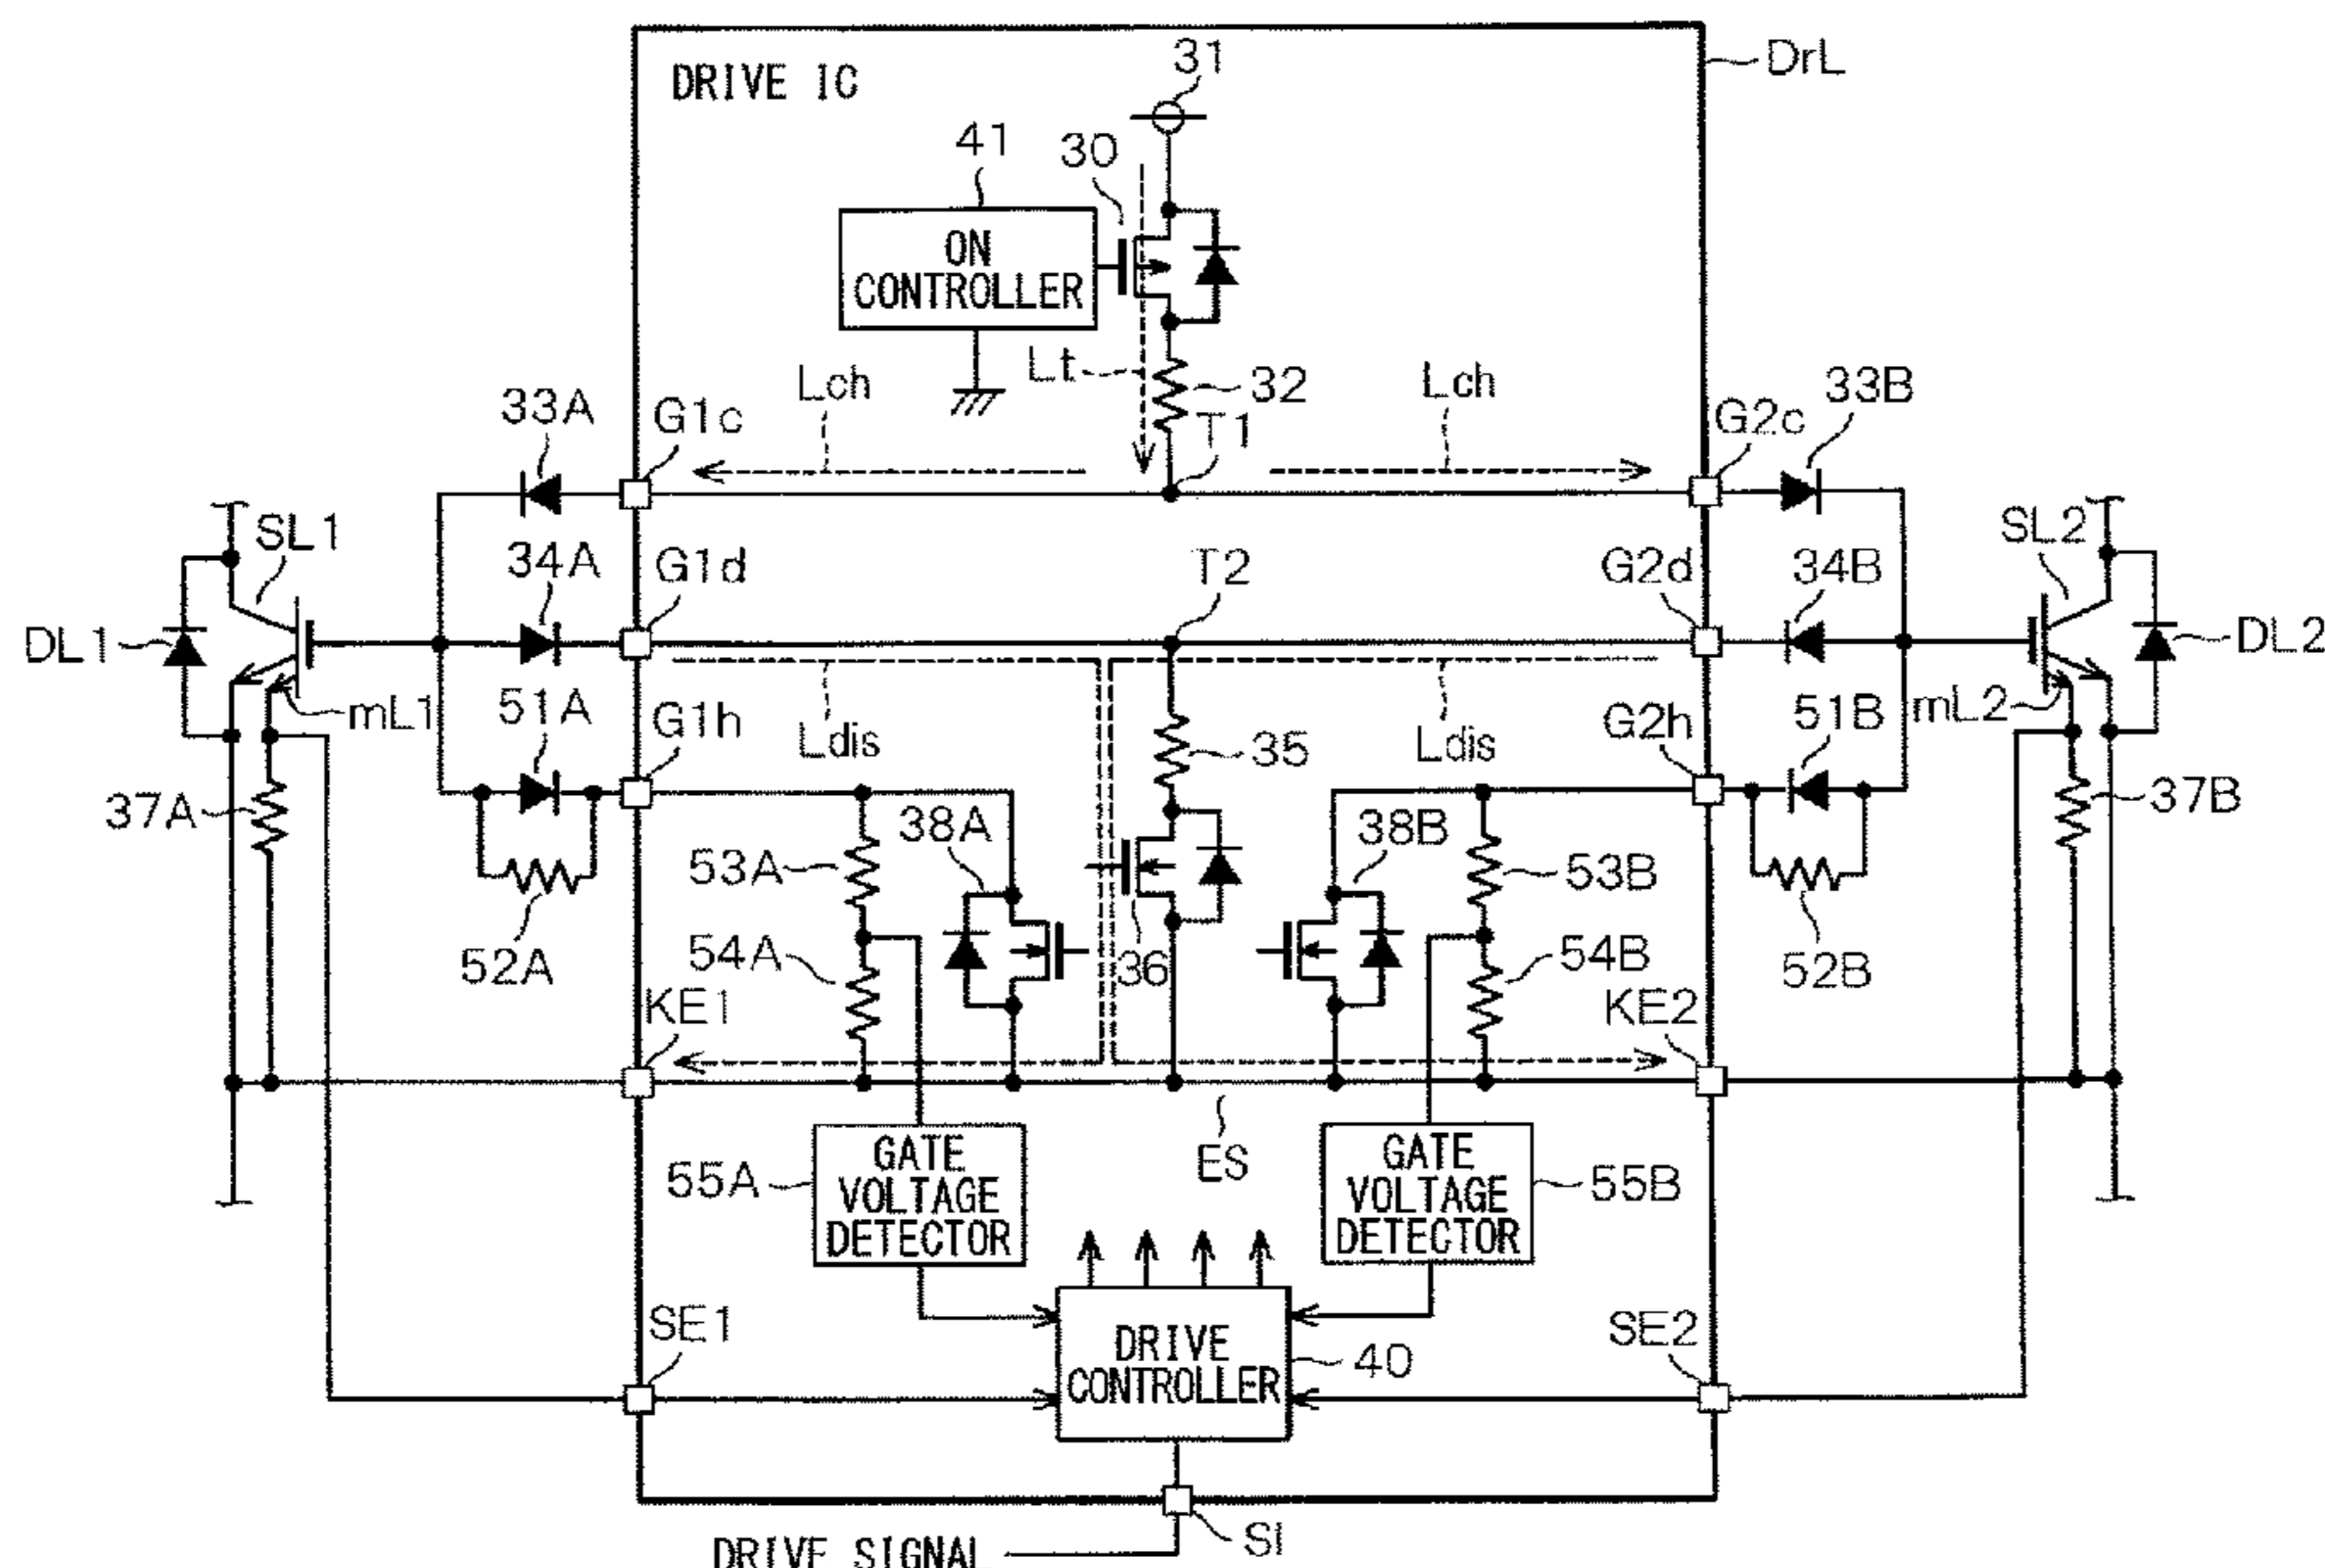 31
DrL
DRIVE IC
41
30
ON
CONTROLLER
Lt
Lch
32
Lch
33A
G1c
T1
G2c
33B
SL1
34A
G1d
T2
G2d
34B
SL2
DL1
DL2
mL1
51A
G1h
Ldis
35
Ldis
G2h
mL2
51B
37A
38A
38B
37B
53A
53B
52A
54A
36
54B
52B
KE1
KE2
ES
55A
GATE
VOLTAGE
DETECTOR
GATE
VOLTAGE
DETECTOR
55B
SE1
SE2
DRIVE
CONTROLLER
40
SI
DRIVE SIGNAL